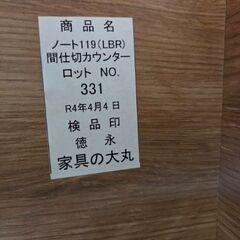 商品名
ノート119(LBR)
間仕切カウンター
ロット NO.
331
R4年4月4日
検品印
徳永
家具の大丸